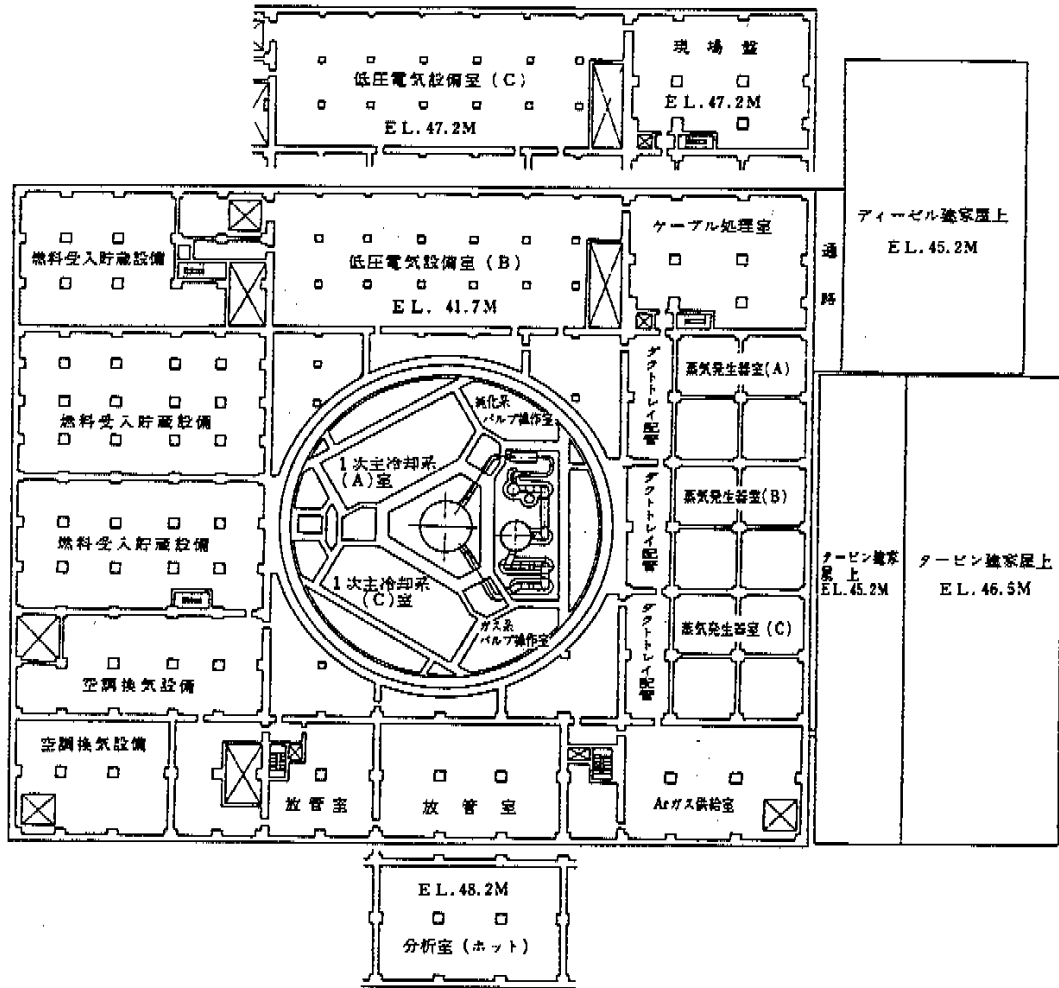 現場盤
低圧電気設備室(C)
EL.47.2M
EL.47.2M
ディーゼル建家屋上
EL.45.2M
通路
ケーブル処理室
燃料受入貯蔵設備
低圧電気設備室(B)
EL. 41.7M
ダクトトレイ配管
蒸気発生器室(A)
純化系
バルブ操作室
燃料受入貯蔵設備
1次主冷却系
(A)室
ダクトトレイ配管
蒸気発生器室(B)
燃料受入貯蔵設備
タービン建家
屋上
EL.45.2M
タービン建家屋上
EL.46.5M
1次主冷却系
(C)室
ガス系
バルブ操作室
ダクトトレイ配管
蒸気発生器室(C)
空調換気設備
空調換気設備
放管室
放管室
Arガス供給室
EL.48.2M
分析室(ホット)